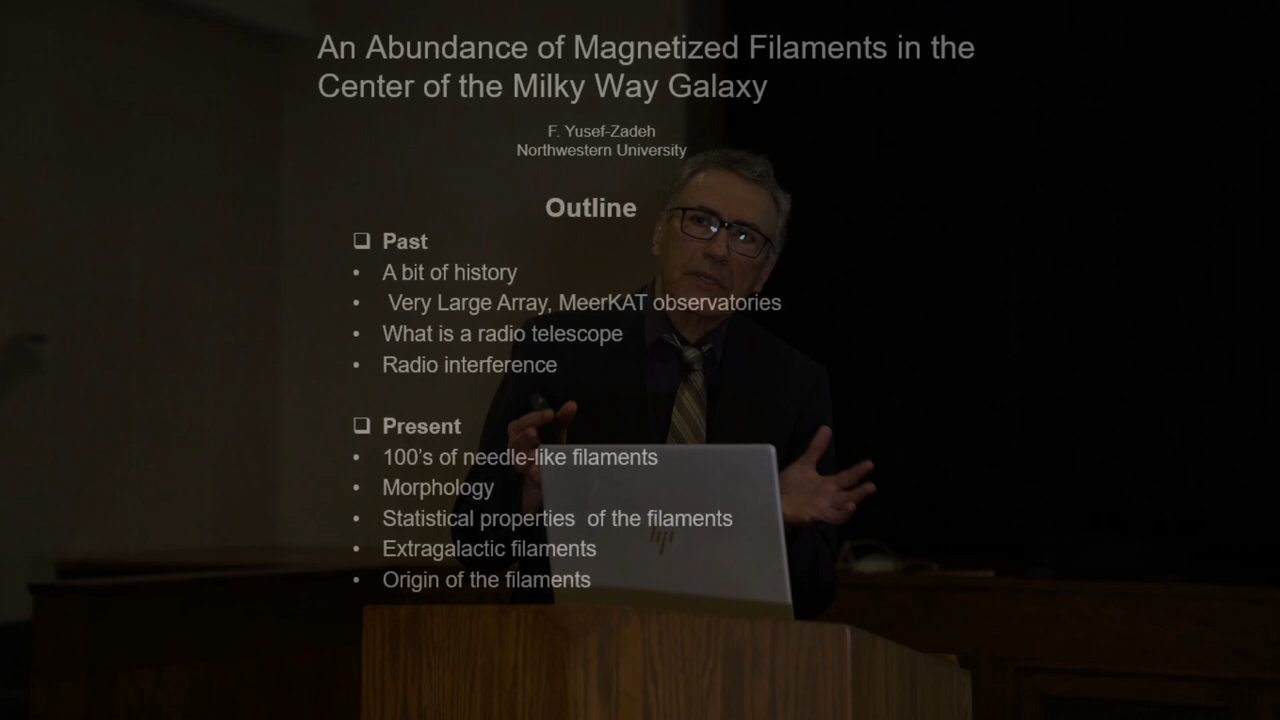 An Abundance of Magnetized Filaments in the
Center of the Milky Way Galaxy
F. Yusef-Zadeh
Northwestern University
Outline
❑ Past
• A bit of history
• Very Large Array, MeerKAT observatories
• What is a radio telescope
• Radio interference
❑ Present
• 100’s of needle-like filaments
• Morphology
• Statistical properties of the filaments
• Extragalactic filaments
• Origin of the filaments
hp